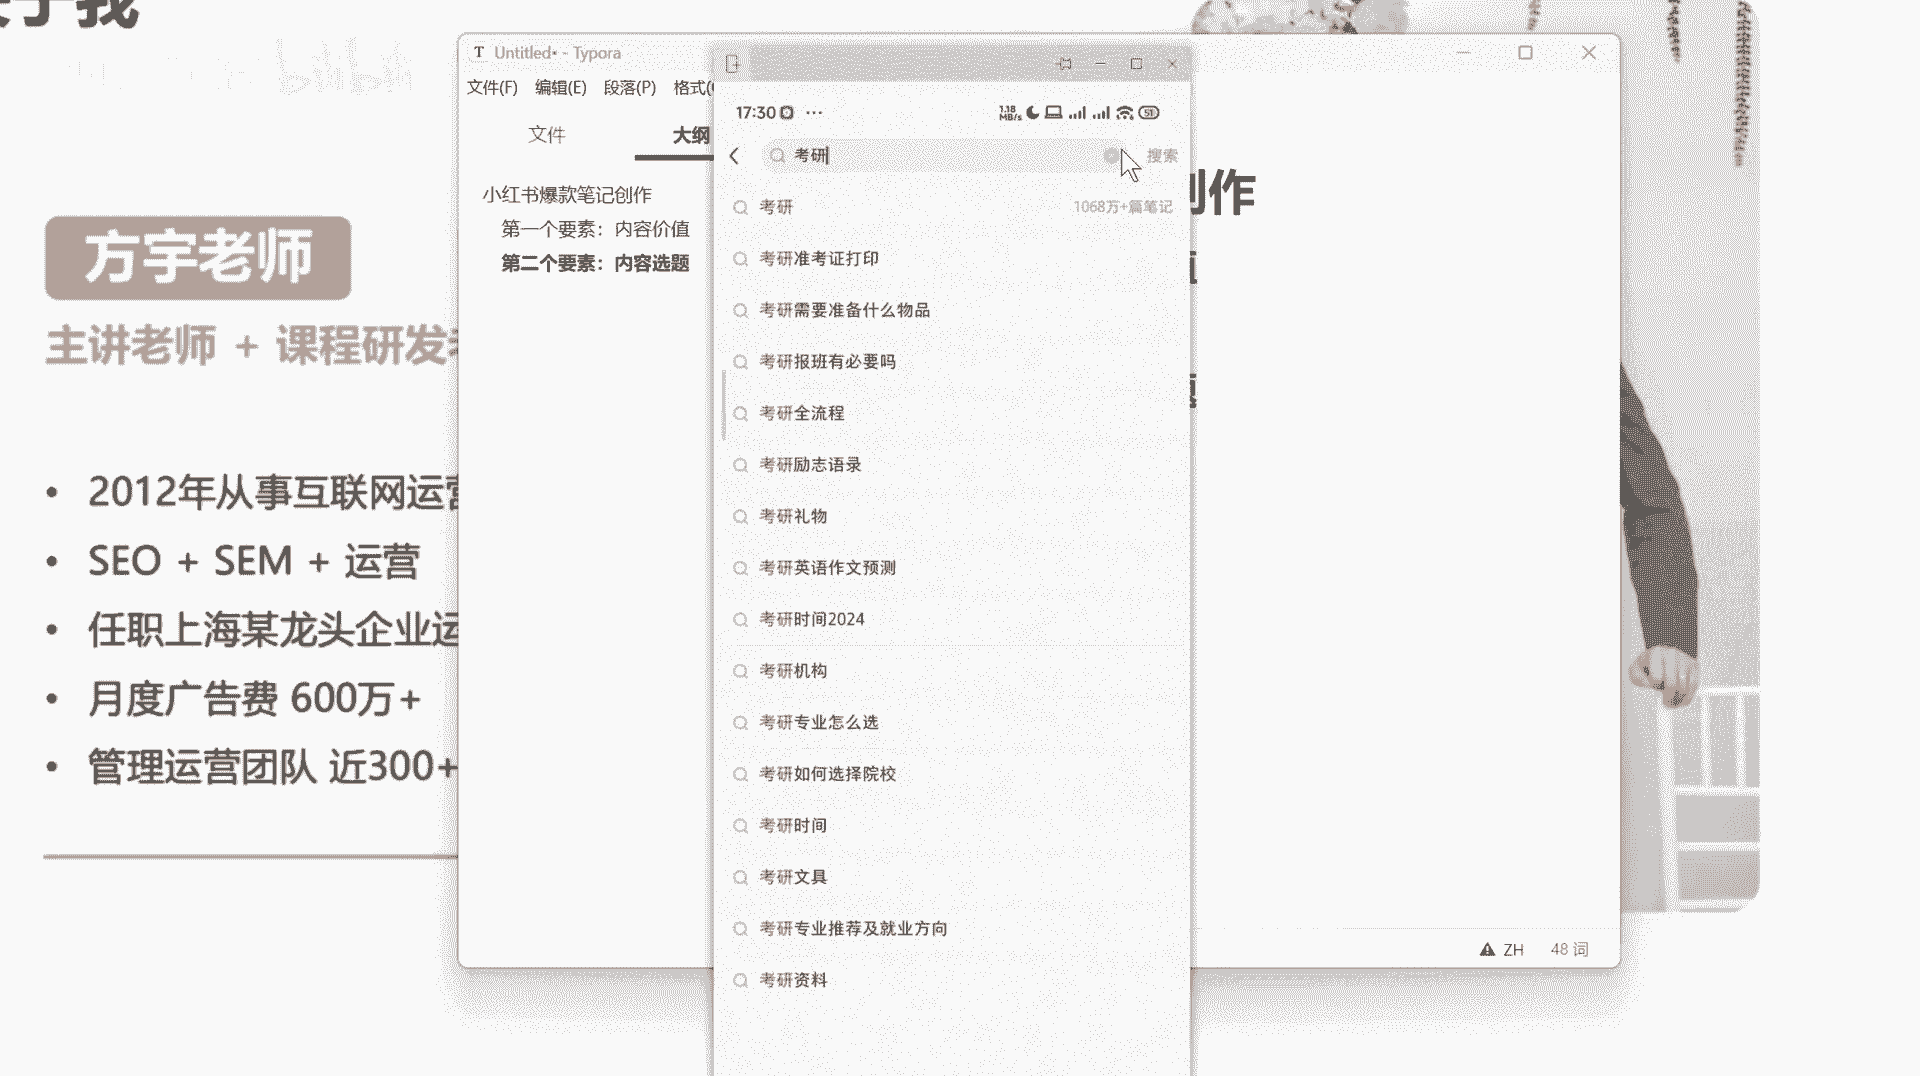 于我
bilibili
方宇老师
主讲老师 + 课程研发
2012年从事互联网运营
SEO + SEM + 运营
任职上海某龙头企业运
月度广告费 600万+
管理运营团队 近300+
Untitled• - Typora
文件(F) 编辑(E) 段落(P) 格式(
文件 大纲
小红书爆款笔记创作
第一个要素：内容价值
第二个要素：内容选题
创作
17:30 ···
1.18 MB/s
51
考研 搜索
考研 1068万+篇笔记
考研准考证打印
考研需要准备什么物品
考研报班有必要吗
考研全流程
考研励志语录
考研礼物
考研英语作文预测
考研时间2024
考研机构
考研专业怎么选
考研如何选择院校
考研时间
考研文具
考研专业推荐及就业方向
考研资料
ZH 48 词